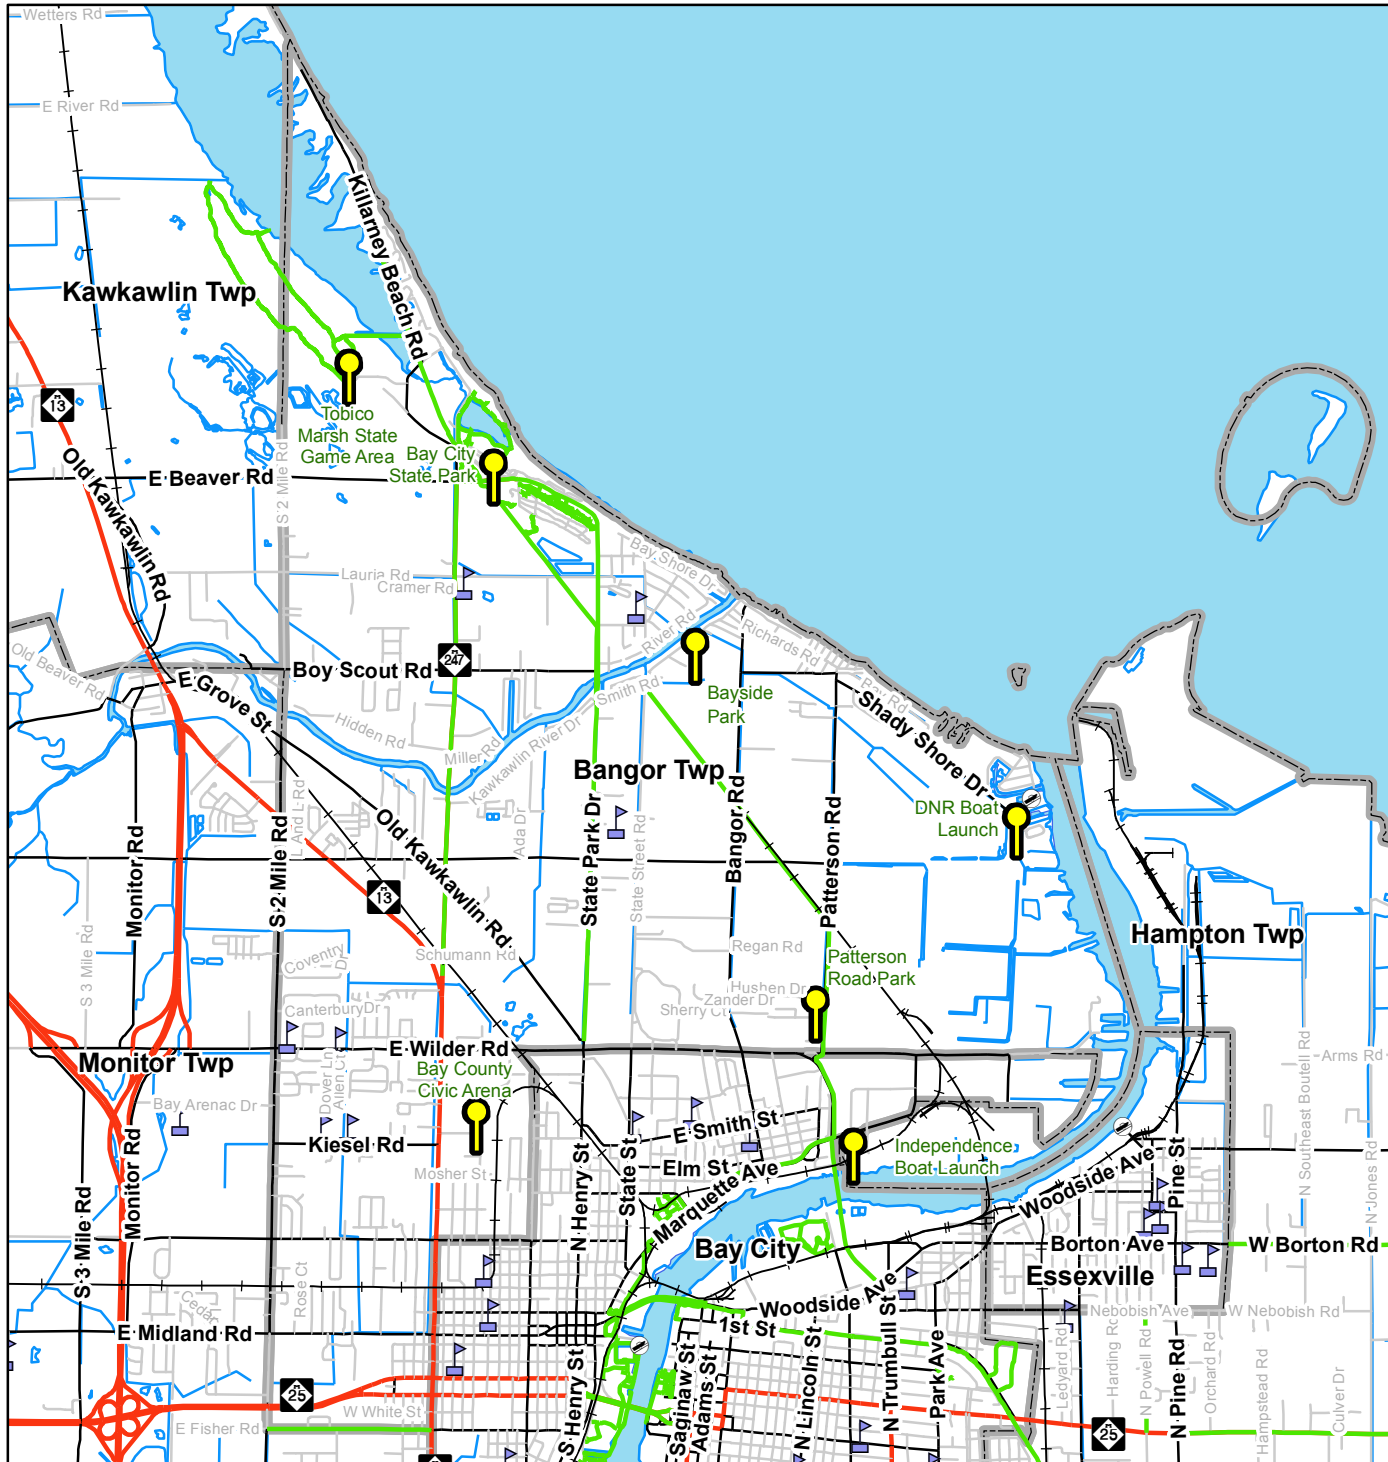 Wetters Rd
E River Rd
Killarney Beach Rd
Kawkawlin Twp
M
13
Tobico
Marsh State
Game Area
Bay City
State Park
Old Kawkawlin Rd
E Beaver Rd
S 2 Mile Rd
Bay Shore Dr
Lauria Rd
Cramer Rd
River Rd
Richards Rd
Old Beaver Rd
E Grove St
Boy Scout Rd
M
247
Smith Rd
Bayside
Park
Bay Rd
Shady Shore Dr
Hidden Rd
Miller Rd
Kawkawlin River Dr
Bangor Twp
DNR Boat
Launch
Monitor Rd
S 2 Mile Rd
L And L Rd
Old Kawkawlin Rd
Ada Dr
State Park Dr
State Street Rd
Bangor Rd
Patterson Rd
M
13
Hampton Twp
S 3 Mile Rd
Coventry
Dr
Schumann Rd
Regan Rd
Patterson
Road Park
Hushen Dr
Zander Dr
Sherry Ct
Canterbury Dr
Monitor Twp
E Wilder Rd
Bay County
Civic Arena
Dover Ln
Allen Ct
Bay Arenac Dr
Kiesel Rd
Mosher St
E Smith St
Elm St
Marquette Ave
Independence
Boat Launch
N Southeast Boutell Rd
Arms Rd
N Jones Rd
Monitor Rd
S 3 Mile Rd
N Henry St
State St
Woodside Ave
Pine St
Bay City
Borton Ave
W Borton Rd
Essexville
Rose Ct
Cedar
E Midland Rd
Woodside Ave
1st St
Nebobish Ave
W Nebobish Rd
M
25
W White St
E Fisher Rd
S Henry St
Saginaw St
Adams St
N Lincoln St
N Trumbull St
Park Ave
Ledyard Rd
Harding Rd
N Powell Rd
N Pine Rd
Orchard Rd
Hampstead Rd
Culver Dr
M
25